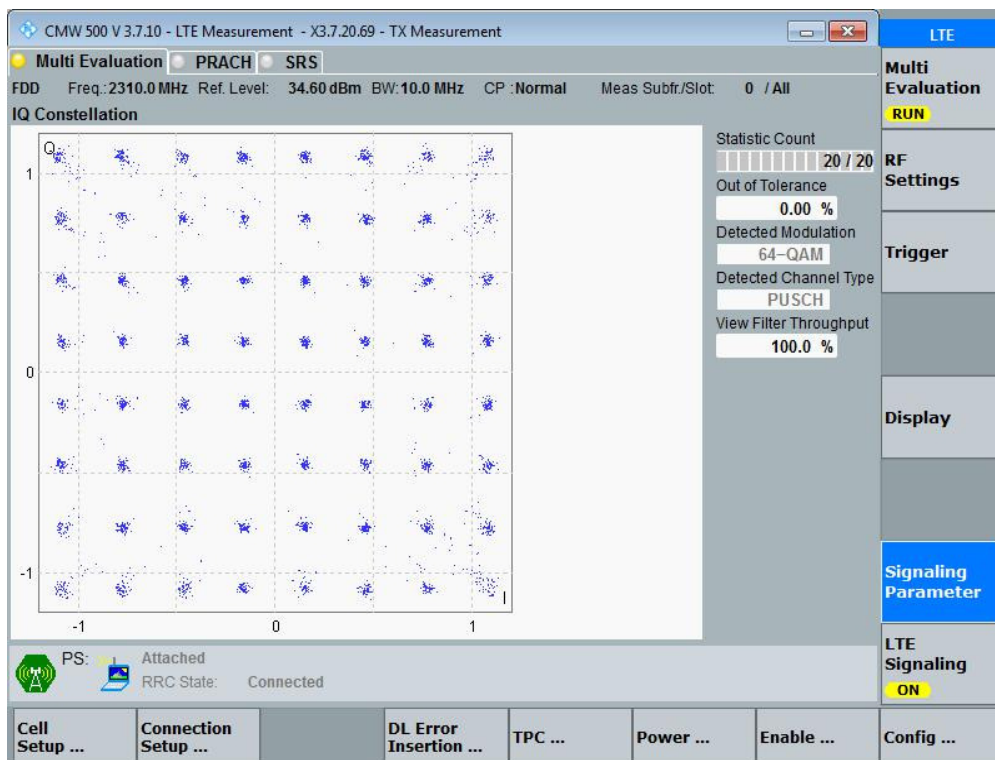 CMW 500 V 3.7.10 - LTE Measurement - X3.7.20.69 - TX Measurement
LTE
Multi Evaluation PRACH SRS
FDD Freq.:2310.0 MHz Ref. Level: 34.60 dBm BW:10.0 MHz CP :Normal Meas Subfr./Slot: 0 / All
IQ Constellation
Q
1
0
-1
-1 0 1
I
Statistic Count
20 / 20
Out of Tolerance
0.00 %
Detected Modulation
64-QAM
Detected Channel Type
PUSCH
View Filter Throughput
100.0 %
Multi
Evaluation
RUN
RF
Settings
Trigger
Display
Signaling
Parameter
LTE
Signaling
ON
PS: Attached
RRC State: Connected
Cell
Setup ...
Connection
Setup ...
DL Error
Insertion ...
TPC ...
Power ...
Enable ...
Config ...